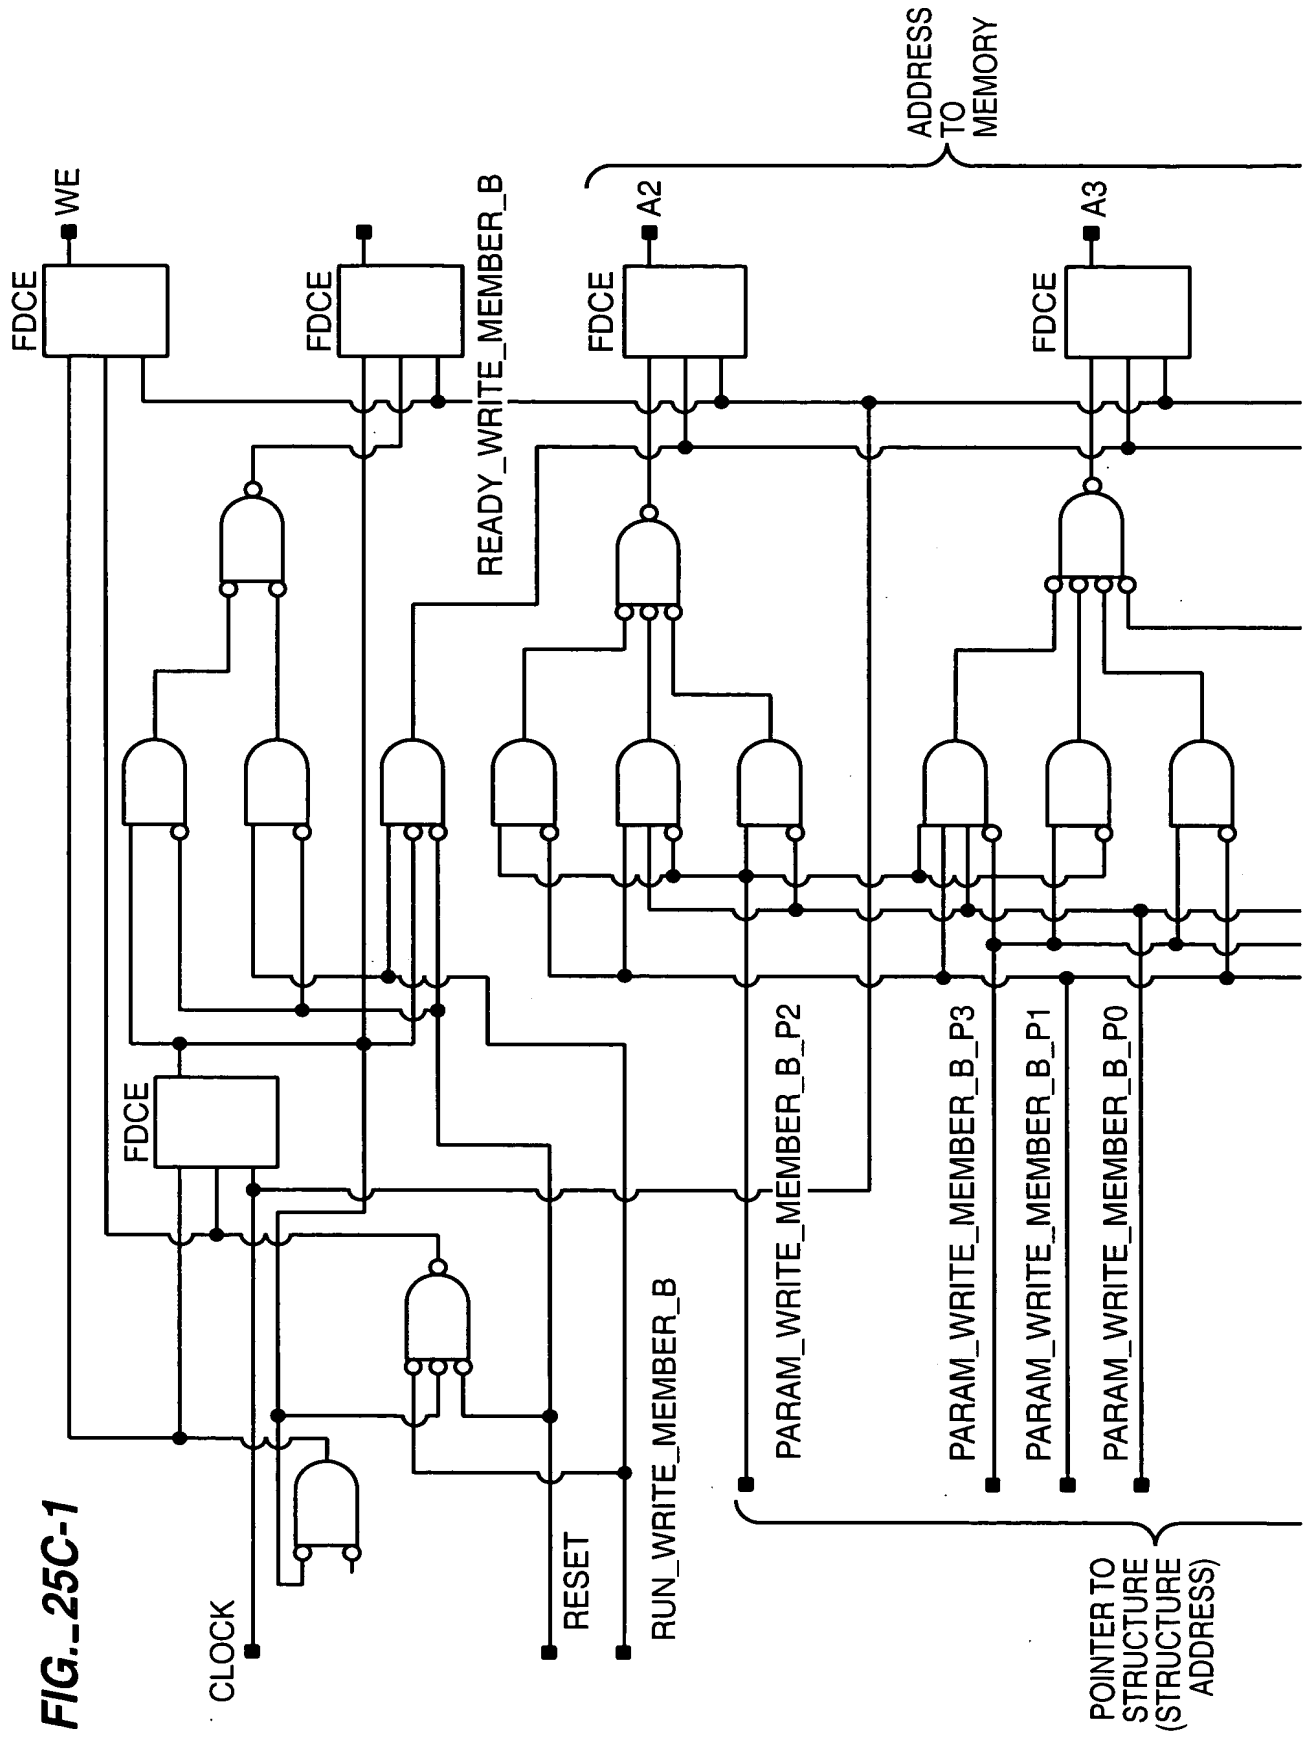 FIG._25C-1
CLOCK
RESET
RUN_WRITE_MEMBER_B
POINTER TO
STRUCTURE
(STRUCTURE
ADDRESS)
PARAM_WRITE_MEMBER_B_P2
PARAM_WRITE_MEMBER_B_P3
PARAM_WRITE_MEMBER_B_P1
PARAM_WRITE_MEMBER_B_P0
FDCE
FDCE
WE
FDCE
READY_WRITE_MEMBER_B
FDCE
A2
FDCE
A3
ADDRESS
TO
MEMORY